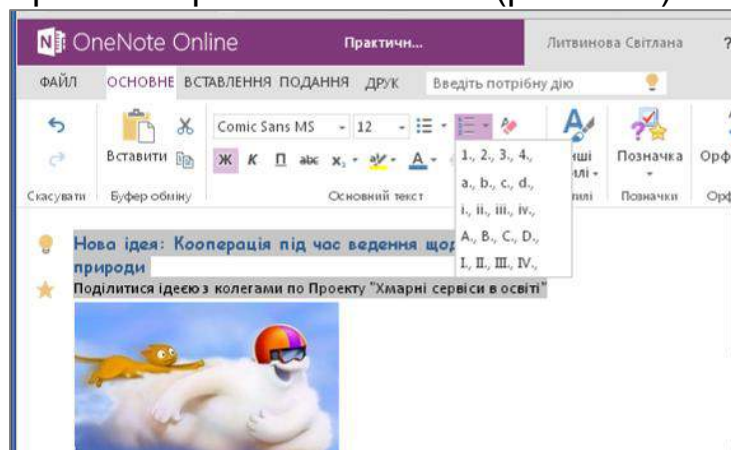 OneNote Online Практичн... Литвинова Світлана ?
ФАЙЛ ОСНОВНЕ ВСТАВЛЕННЯ ПОДАННЯ ДРУК Введіть потрібну дію
Comic Sans MS 12
Вставити Ж К П abc x, A Позначка
Скасувати Буфер обміну Основний текст Позначки
1., 2., 3., 4.,
a., b., c., d.,
i., ii., iii., iv.,
A., B., C., D.,
I., II., III., IV.,
Нова ідея: Кооперація під час ведення
природи
Поділитися ідеєю з колегами по Проекту "Хмарні сервіси в освіті"